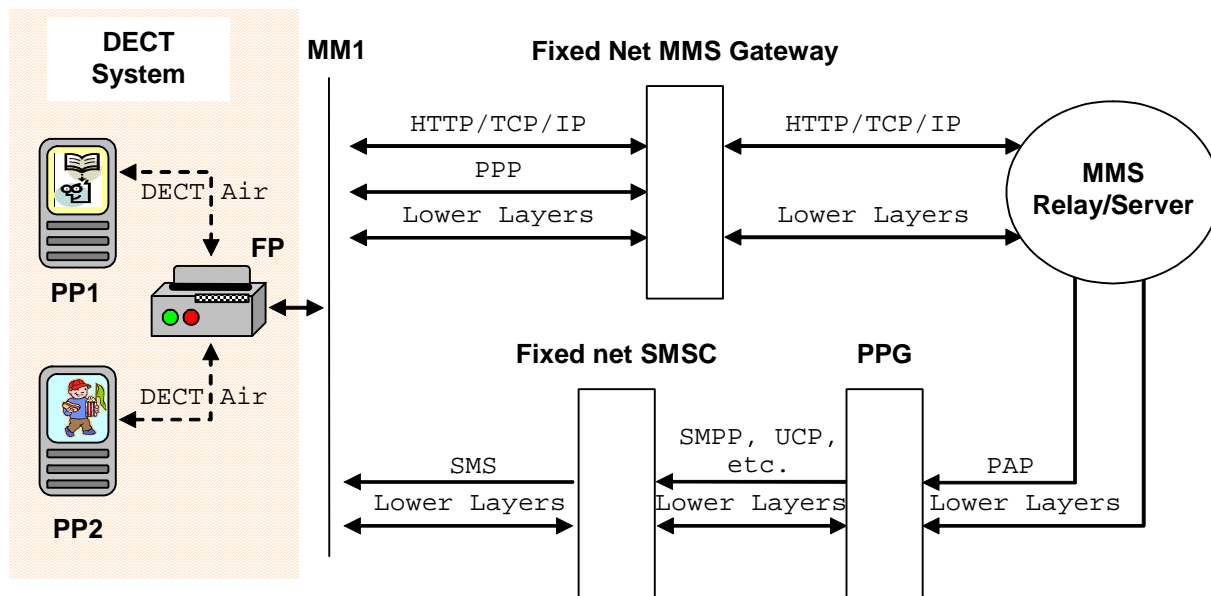 DECT
System
MM1
Fixed Net MMS Gateway
HTTP/TCP/IP
HTTP/TCP/IP
PPP
Lower Layers
Lower Layers
MMS
Relay/Server
DECT Air
FP
PP1
Fixed net SMSC
PPG
DECT Air
SMS
Lower Layers
SMPP, UCP,
etc.
Lower Layers
PAP
Lower Layers
PP2